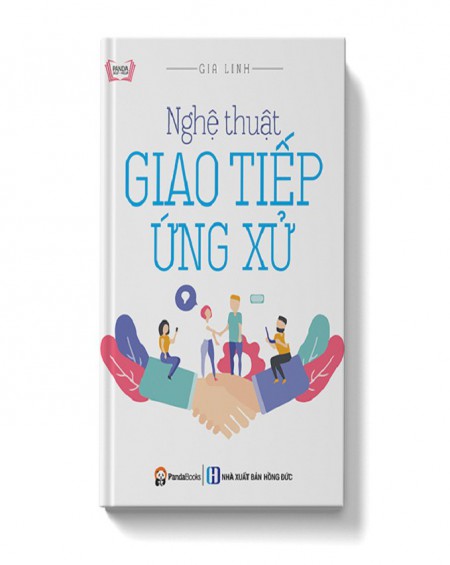 GIA LINH
Nghệ thuật
GIAO TIẾP
ỨNG XỬ
PandaBooks
NHÀ XUẤT BẢN HỒNG ĐỨC